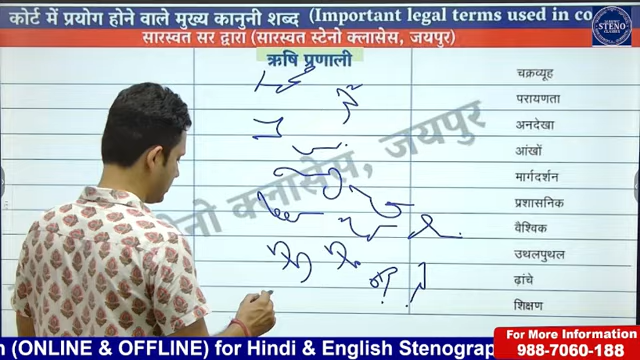 कोर्ट में प्रयोग होने वाले मुख्य कानूनी शब्द (Important legal terms used in co
सारस्वत सर द्वारा (सारस्वत स्टेनो क्लासेस, जयपुर)
STENO
ऋषि प्रणाली
चक्रव्यूह
परायणता
अनदेखा
आंखों
मार्गदर्शन
प्रशासनिक
वैश्विक
उथलपुथल
ढ़ांचे
शिक्षण
स्टेनो क्लासेस, जयपुर
n (ONLINE & OFFLINE) for Hindi & English Stenograp
For More Information
988-7060-188